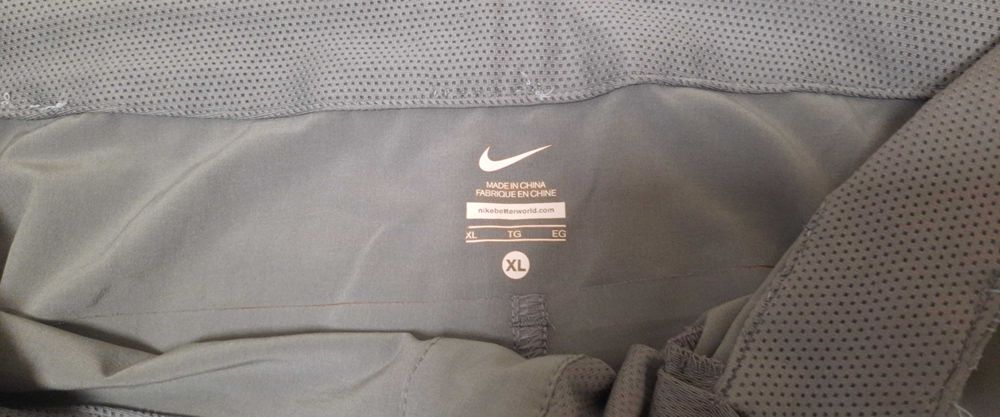 MADE IN CHINA
FABRIQUE EN CHINE
nikebetterworld.com
XL TG EG
XL